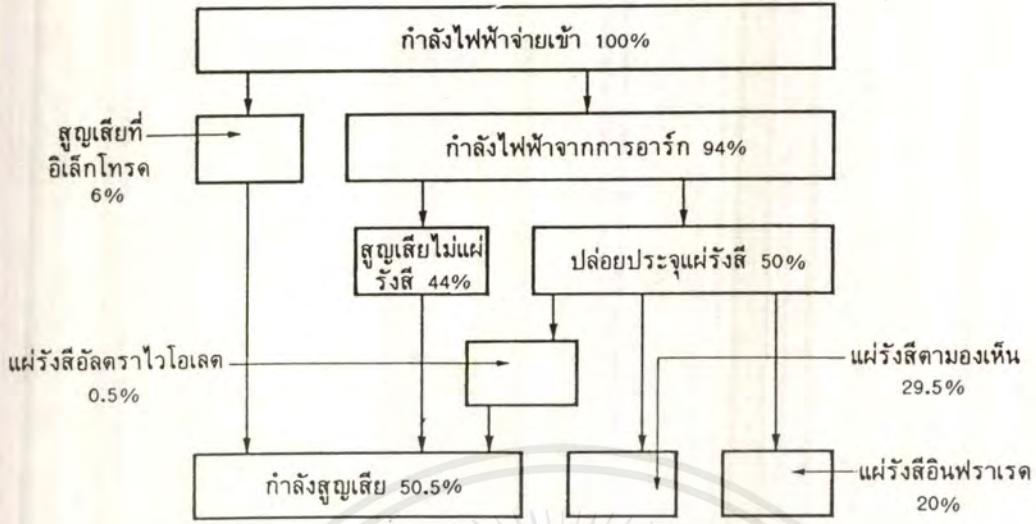 กำลังไฟฟ้าจ่ายเข้า 100%
สูญเสียที่
อิเล็กโทรด
6%
กำลังไฟฟ้าจากการอาร์ก 94%
สูญเสียไม่แผ่
รังสี 44%
ปล่อยประจุแผ่รังสี 50%
แผ่รังสีอัลตราไวโอเลต
0.5%
แผ่รังสีตามองเห็น
29.5%
กำลังสูญเสีย 50.5%
แผ่รังสีอินฟราเรด
20%